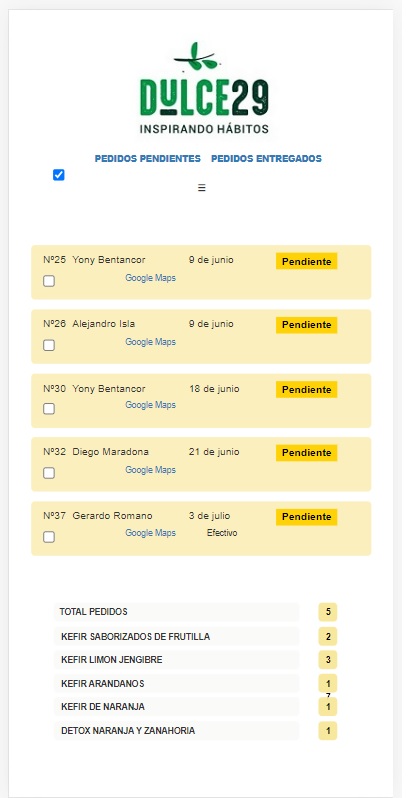 DULCE29
INSPIRANDO HÁBITOS
PEDIDOS PENDIENTES PEDIDOS ENTREGADOS
Nº25 Yony Bentancor 9 de junio Pendiente
Google Maps
Nº26 Alejandro Isla 9 de junio Pendiente
Google Maps
Nº30 Yony Bentancor 18 de junio Pendiente
Google Maps
Nº32 Diego Maradona 21 de junio Pendiente
Google Maps
Nº37 Gerardo Romano 3 de julio Pendiente
Google Maps Efectivo
TOTAL PEDIDOS 5
KEFIR SABORIZADOS DE FRUTILLA 2
KEFIR LIMON JENGIBRE 3
KEFIR ARANDANOS 1
7
KEFIR DE NARANJA 1
DETOX NARANJA Y ZANAHORIA 1